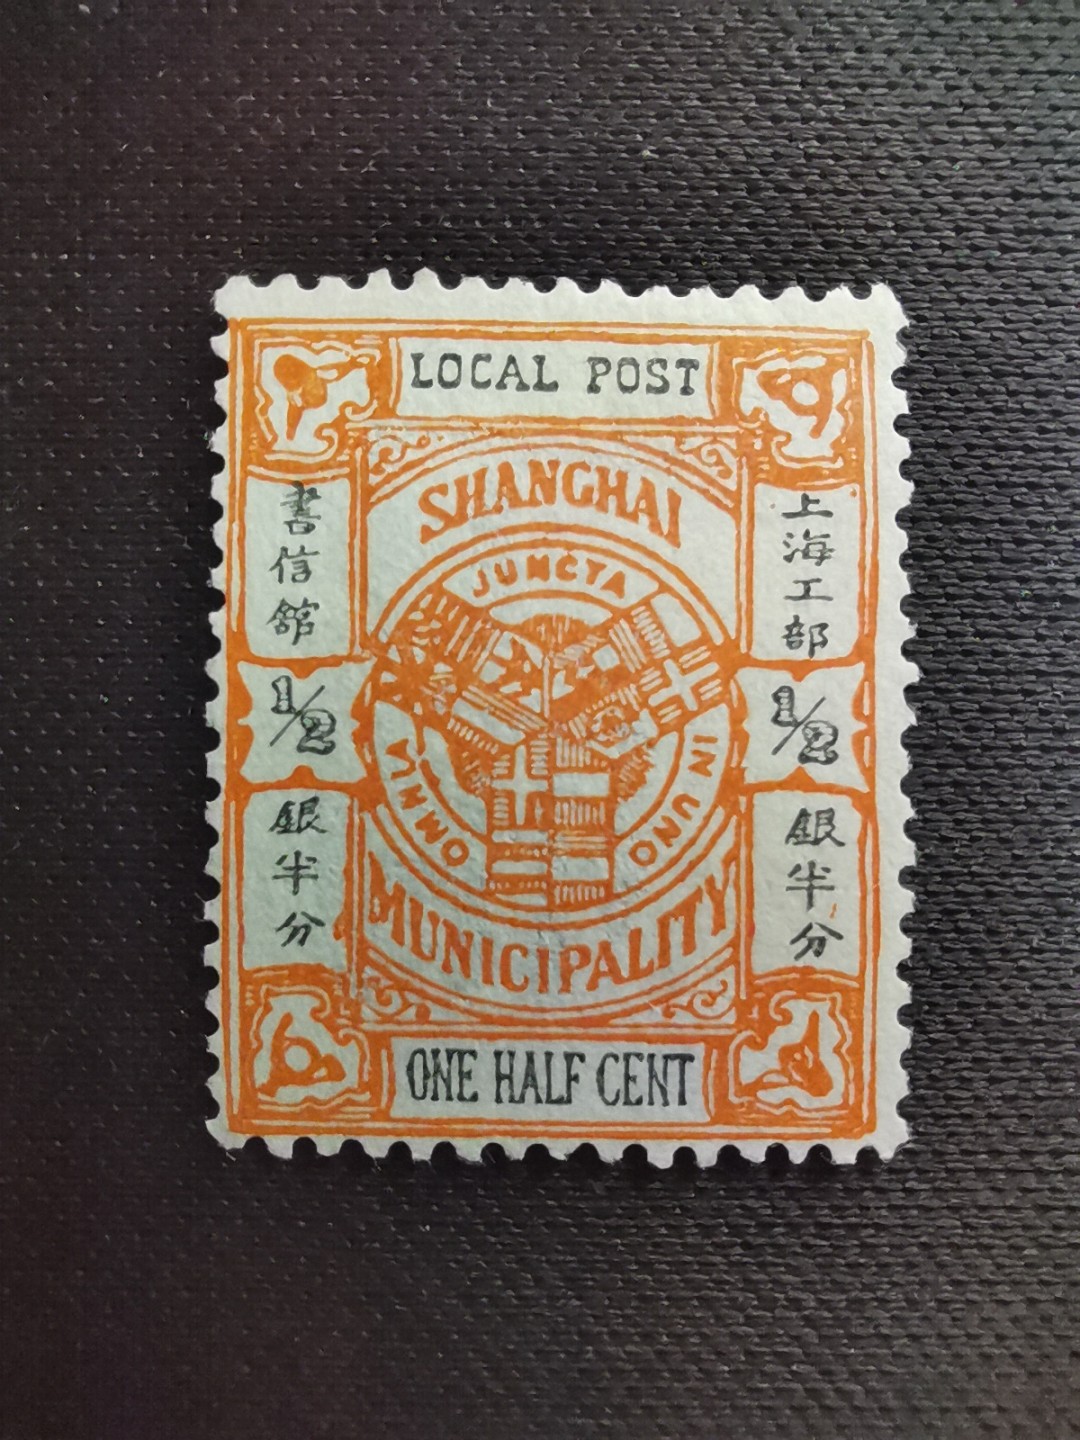 LOCAL POST
SHANGHAI
JUNCTA
IN UNO
OMNIA
MUNICIPALITY
上海工部
書信館
1/2
1/2
銀半分
銀半分
ONE HALF CENT